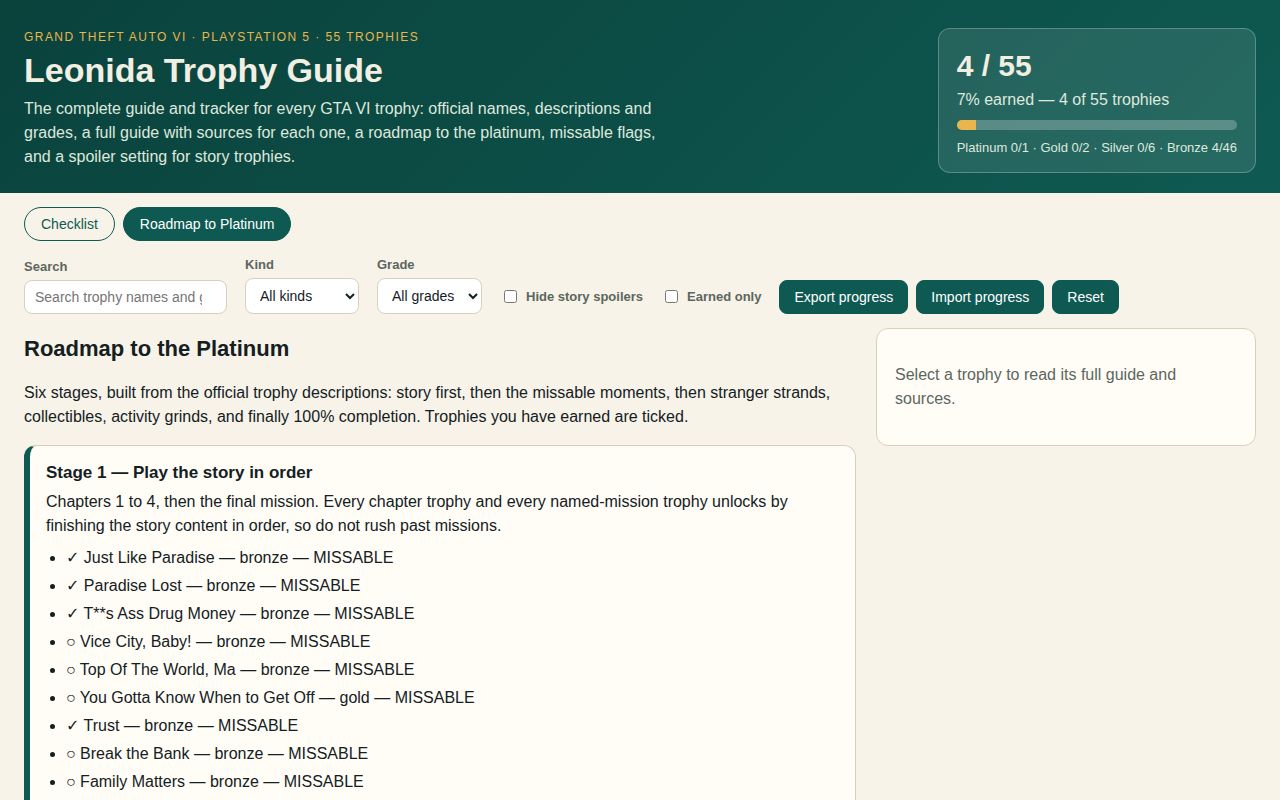 GRAND THEFT AUTO VI · PLAYSTATION 5 · 55 TROPHIES
Leonida Trophy Guide
The complete guide and tracker for every GTA VI trophy: official names, descriptions and
grades, a full guide with sources for each one, a roadmap to the platinum, missable flags,
and a spoiler setting for story trophies.
4 / 55
7% earned — 4 of 55 trophies
Platinum 0/1 · Gold 0/2 · Silver 0/6 · Bronze 4/46
Checklist
Roadmap to Platinum
Search
Search trophy names and g
Kind
All kinds
Grade
All grades
Hide story spoilers
Earned only
Export progress
Import progress
Reset
Roadmap to the Platinum
Six stages, built from the official trophy descriptions: story first, then the missable moments, then stranger strands,
collectibles, activity grinds, and finally 100% completion. Trophies you have earned are ticked.
Stage 1 — Play the story in order
Chapters 1 to 4, then the final mission. Every chapter trophy and every named-mission trophy unlocks by
finishing the story content in order, so do not rush past missions.
• ✓ Just Like Paradise — bronze — MISSABLE
• ✓ Paradise Lost — bronze — MISSABLE
• ✓ T**s Ass Drug Money — bronze — MISSABLE
• ○ Vice City, Baby! — bronze — MISSABLE
• ○ Top Of The World, Ma — bronze — MISSABLE
• ○ You Gotta Know When to Get Off — gold — MISSABLE
• ✓ Trust — bronze — MISSABLE
• ○ Break the Bank — bronze — MISSABLE
• ○ Family Matters — bronze — MISSABLE
Select a trophy to read its full guide and
sources.